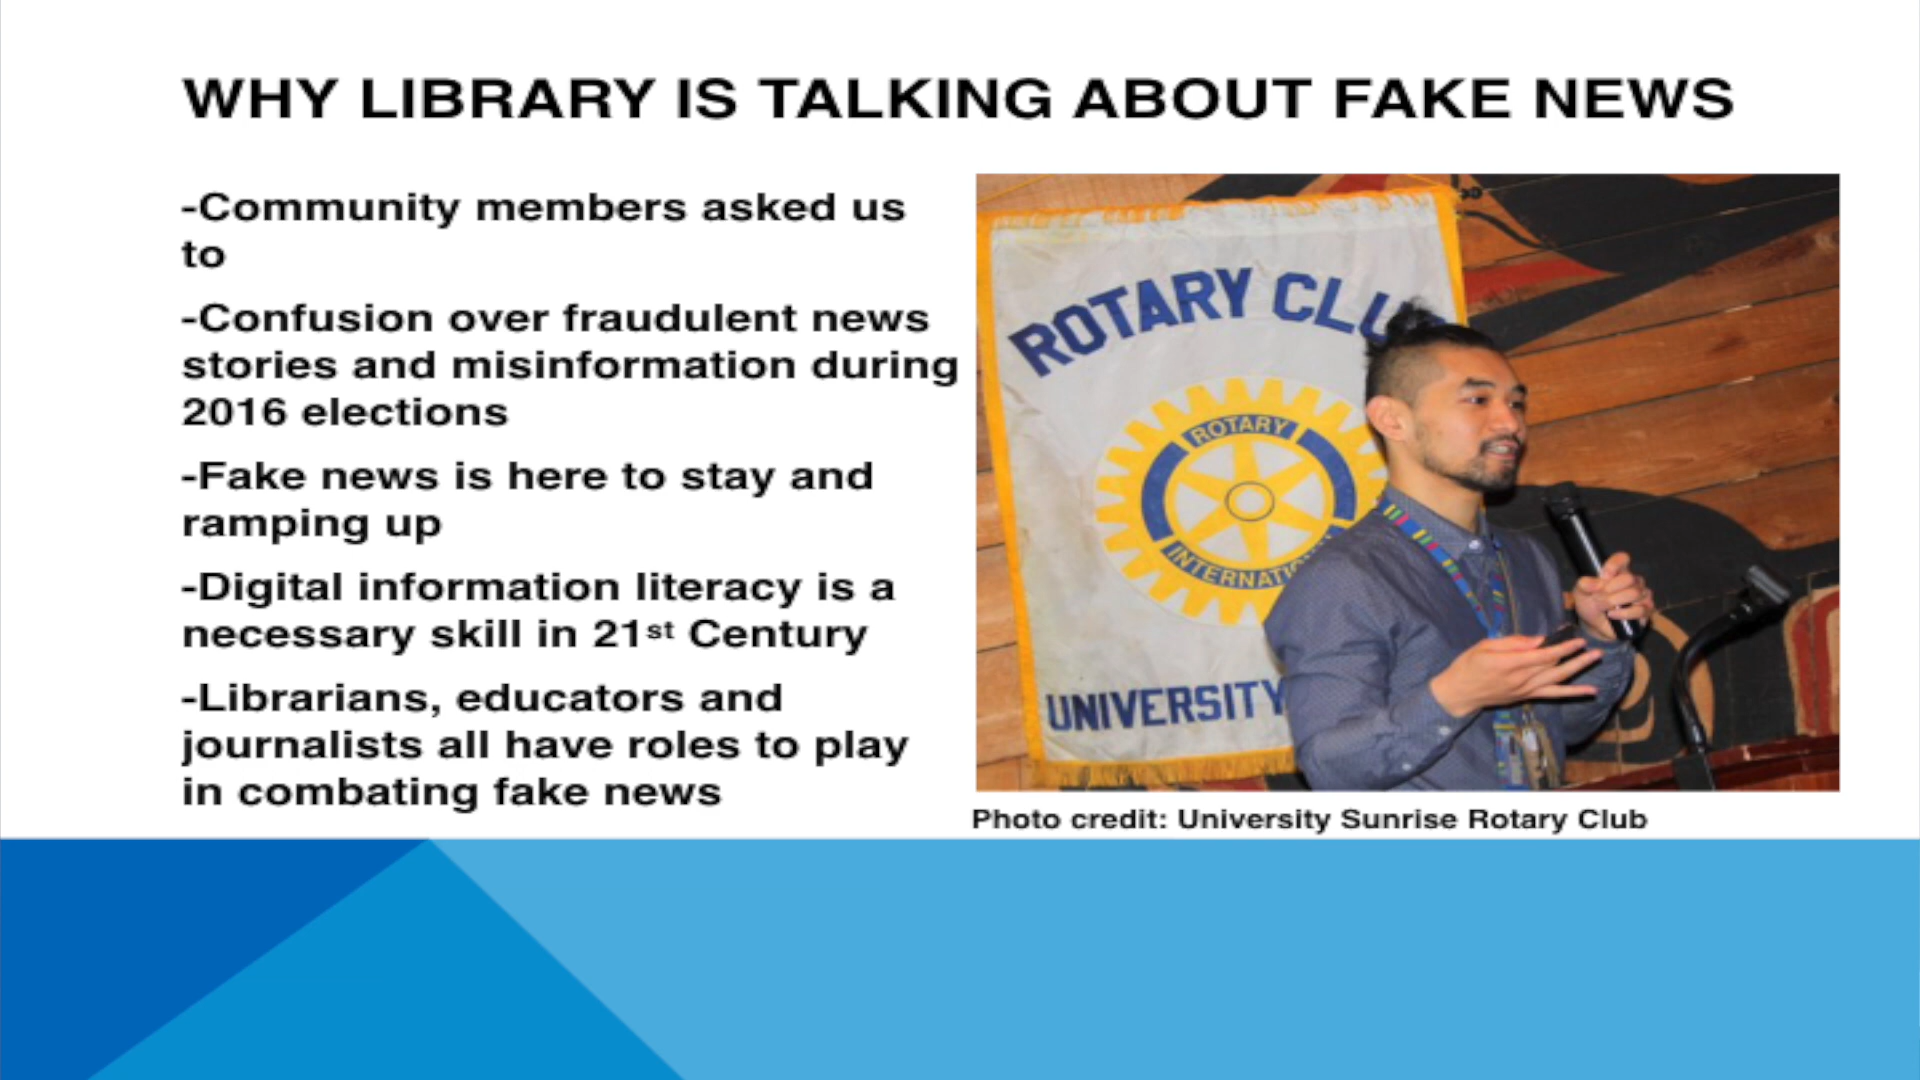 WHY LIBRARY IS TALKING ABOUT FAKE NEWS
-Community members asked us
to
-Confusion over fraudulent news
stories and misinformation during
2016 elections
-Fake news is here to stay and
ramping up
-Digital information literacy is a
necessary skill in 21st Century
-Librarians, educators and
journalists all have roles to play
in combating fake news
ROTARY CLU
ROTARY
INTERNATIO
UNIVERSITY
Photo credit: University Sunrise Rotary Club